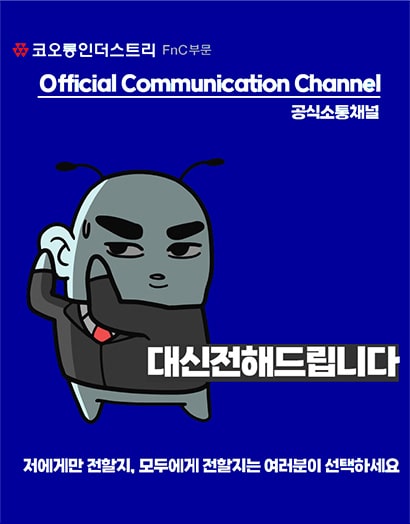 코오롱인더스트리 FnC부문
Official Communication Channel
공식소통채널
대신전해드립니다
저에게만 전할지, 모두에게 전할지는 여러분이 선택하세요